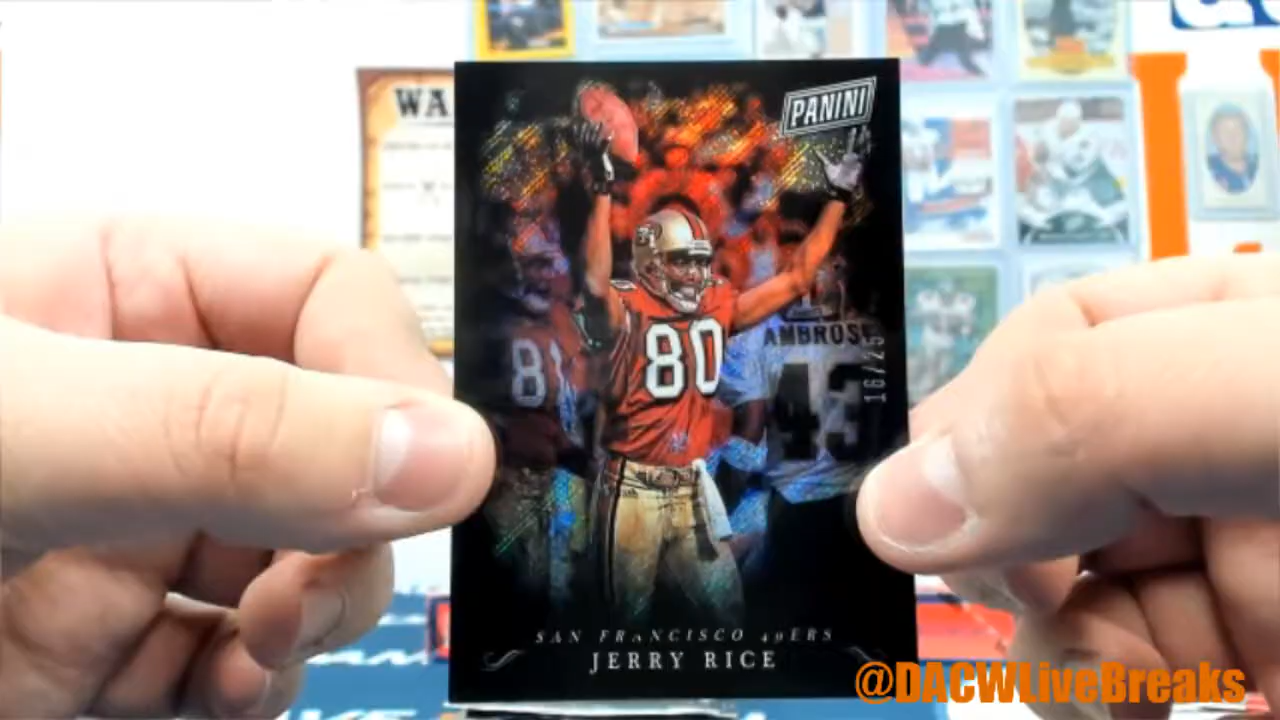 WA
PANINI
80
81
AMBROSE
43
16/25
SAN FRANCISCO 49ERS
JERRY RICE
@DACWLiveBreaks